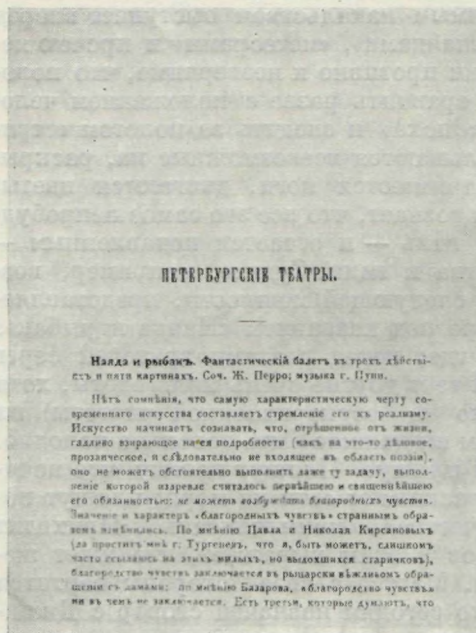 ПЕТЕРБУРГСКІЕ ТЕАТРЫ.
Наяда и рыбакъ. Фантастическій балетъ въ трехъ дѣйстві-
яхъ и пяти картинахъ. Соч. Ж. Перро; музыка г. Пуни.
Нѣтъ сомнѣнія, что самую характеристическую черту со-
временнаго искусства составляетъ стремленіе его къ реализму.
Искусство начинаетъ сознавать, что, отрѣшенное отъ жизни,
гадливо взирающее на ея подробности (какъ на что-то дѣловое,
прозаическое, и слѣдовательно не входящее въ область поэзіи),
оно не можетъ обстоятельно выполнить даже ту задачу, выпол-
неніе которой издревле считалось первѣйшею и священнѣйшею
его обязанностью: не можетъ возбуждать благородныхъ чувствъ.
Значеніе и характеръ «благородныхъ чувствъ» страннымъ обра-
зомъ измѣнились. По мнѣнію Павла и Николая Кирсановыхъ
(да проститъ мнѣ г. Тургеневъ, что я, быть можетъ, слишкомъ
часто ссылаюсь на этихъ милыхъ, но выдохшихся старичковъ),
благородство чувствъ заключается въ рыцарски вѣжливомъ обра-
щеніи съ дамами; по мнѣнію Базарова, «благородство чувствъ»
ни въ чемъ не заключается. Есть третьи, которые думаютъ, что